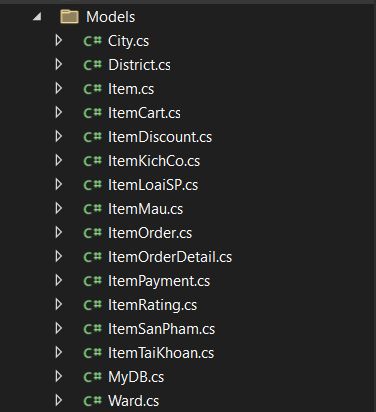 Models
C# City.cs
C# District.cs
C# Item.cs
C# ItemCart.cs
C# ItemDiscount.cs
C# ItemKichCo.cs
C# ItemLoaiSP.cs
C# ItemMau.cs
C# ItemOrder.cs
C# ItemOrderDetail.cs
C# ItemPayment.cs
C# ItemRating.cs
C# ItemSanPham.cs
C# ItemTaiKhoan.cs
C# MyDB.cs
C# Ward.cs